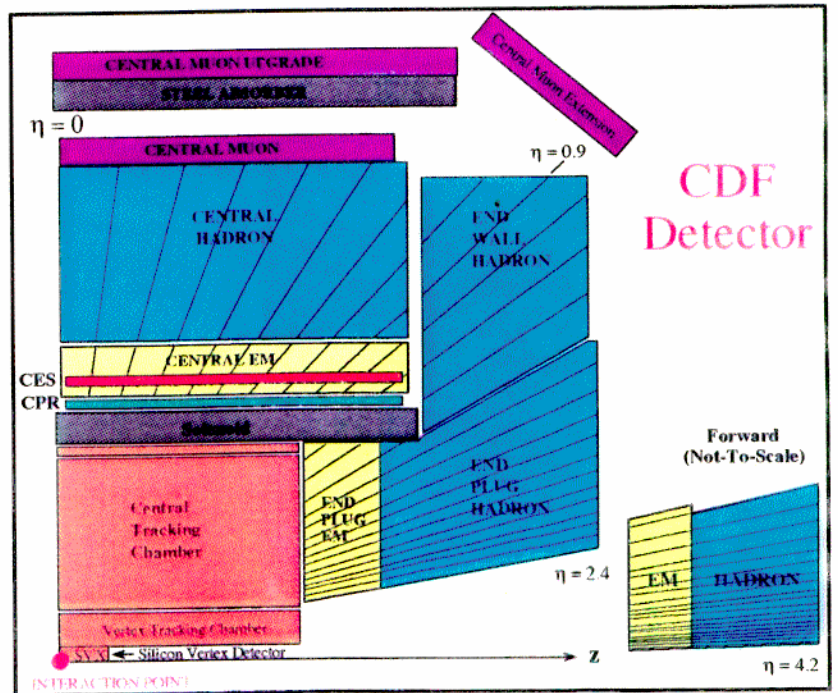 CENTRAL MUON UPGRADE
STEEL ABSORBER
Central Muon Extension
η = 0
CENTRAL MUON
η = 0.9
CDF
Detector
CENTRAL
HADRON
END
WALL
HADRON
CENTRAL EM
CES
CPR
Solenoid
Forward
(Not-To-Scale)
Central
Tracking
Chamber
END
PLUG
EM
END
PLUG
HADRON
η = 2.4
EM
HADRON
Vertex Tracking Chamber
SVX
Silicon Vertex Detector
Z
η = 4.2
INTERACTION POINT